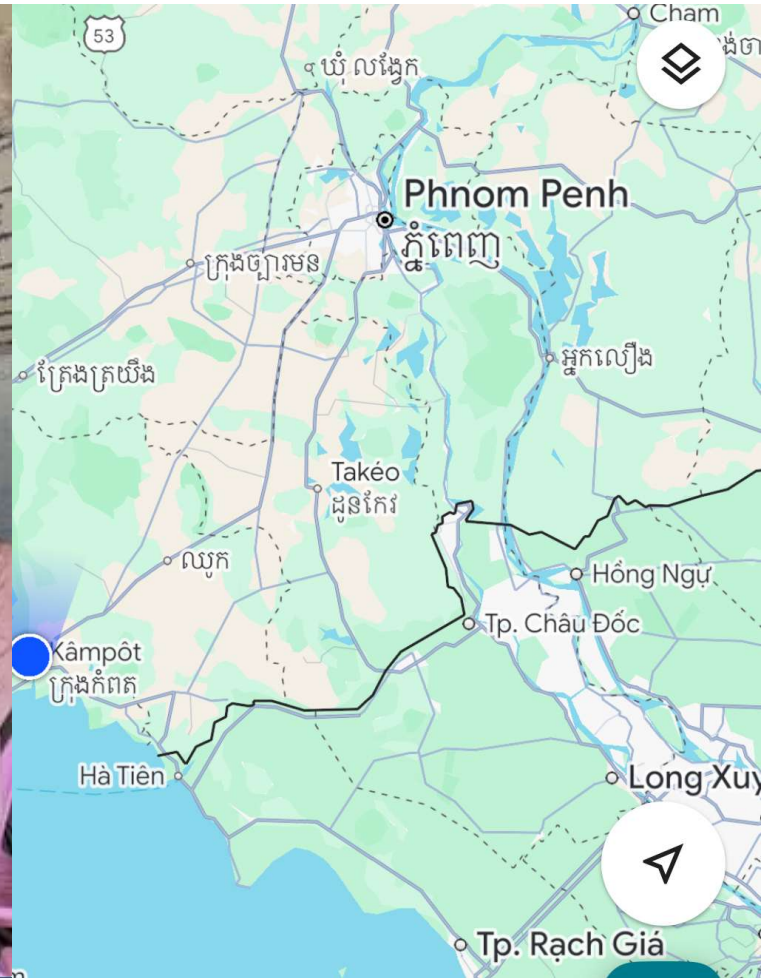 53
Cham
ឃុំ លង្វែក
Phnom Penh
ភ្នំពេញ
ក្រុងច្បារមន
អ្នកលឿង
ត្រែងត្រយឹង
Takéo
ដូនកែវ
ឈូក
Hồng Ngự
Tp. Châu Đốc
Kâmpôt
ក្រុងកំពត
Hà Tiên
Long Xuy
Tp. Rạch Giá